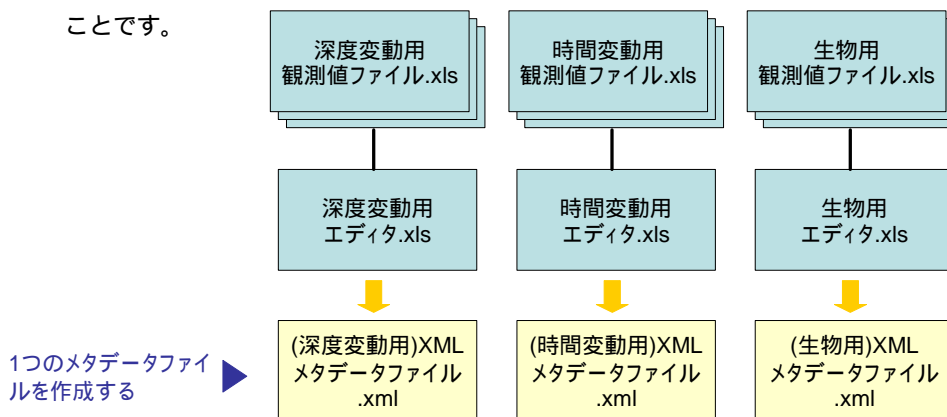 ことです。
深度変動用
観測値ファイル.xls
時間変動用
観測値ファイル.xls
生物用
観測値ファイル.xls
深度変動用
エディタ.xls
時間変動用
エディタ.xls
生物用
エディタ.xls
1つのメタデータファイ
ルを作成する
(深度変動用)XML
メタデータファイル
.xml
(時間変動用)XML
メタデータファイル
.xml
(生物用)XML
メタデータファイル
.xml